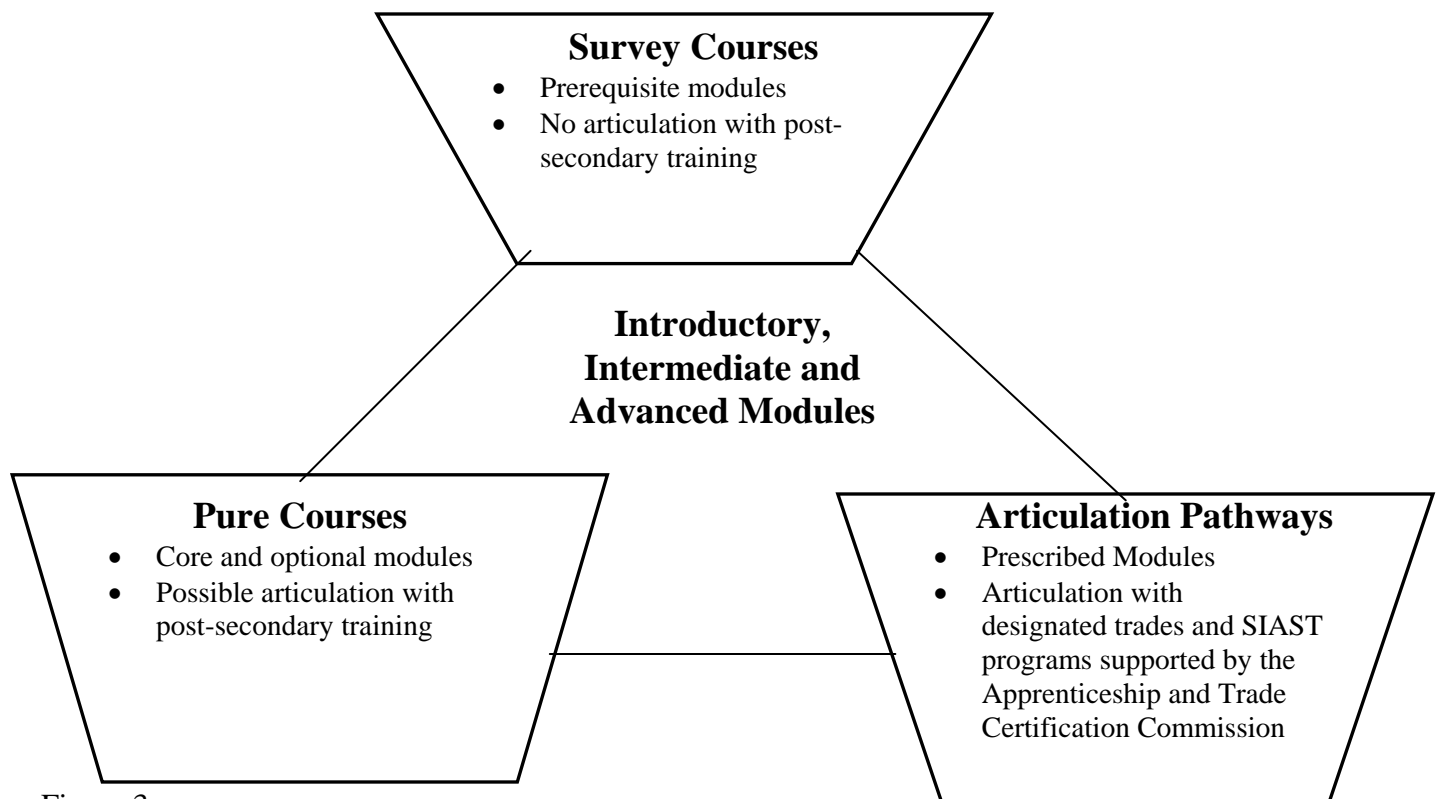 Survey Courses
• Prerequisite modules
• No articulation with post-
secondary training
Introductory,
Intermediate and
Advanced Modules
Pure Courses
• Core and optional modules
• Possible articulation with
post-secondary training
Articulation Pathways
• Prescribed Modules
• Articulation with
designated trades and SIAST
programs supported by the
Apprenticeship and Trade
Certification Commission